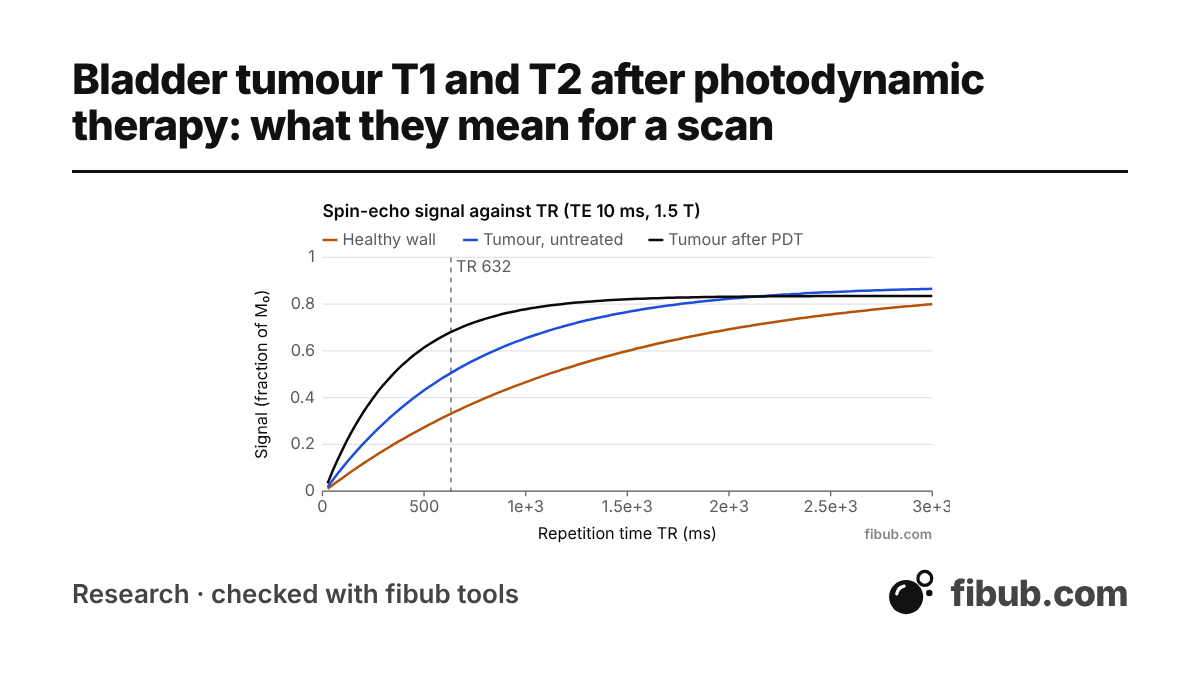 Bladder tumour T1 and T2 after photodynamic
therapy: what they mean for a scan
Spin-echo signal against TR (TE 10 ms, 1.5 T)
Healthy wall Tumour, untreated Tumour after PDT
TR 632
1
0.8
0.6
0.4
0.2
0
Signal (fraction of M₀)
0 500 1e+3 1.5e+3 2e+3 2.5e+3 3e+3
Repetition time TR (ms)
fibub.com
Research · checked with fibub tools
fibub.com